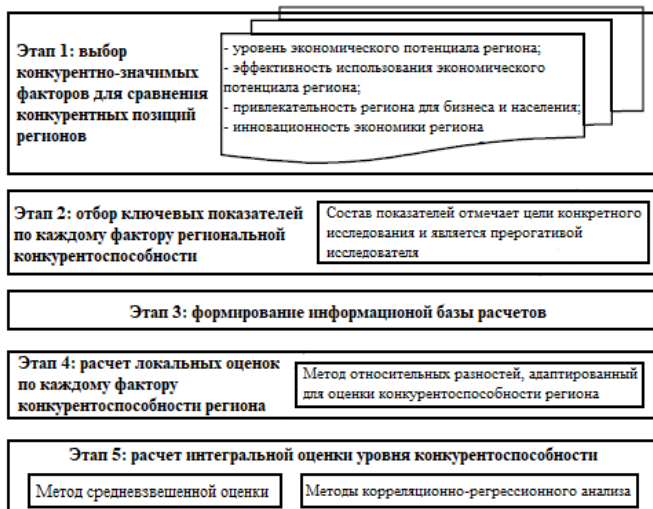 Этап 1: выбор
конкурентно-значимых
факторов для сравнения
конкурентных позиций
регионов
- уровень экономического потенциала региона;
- эффективность использования экономического
потенциала региона;
- привлекательность региона для бизнеса и населения;
- инновационность экономики региона
Этап 2: отбор ключевых показателей
по каждому фактору региональной
конкурентоспособности
Состав показателей отмечает цели конкретного
исследования и является прерогативой
исследователя
Этап 3: формирование информационой базы расчетов
Этап 4: расчет локальных оценок
по каждому фактору
конкурентоспособности региона
Метод относительных разностей, адаптированный
для оценки конкурентоспособности региона
Этап 5: расчет интегральной оценки уровня конкурентоспособности
Метод средневзвешенной оценки
Методы корреляционно-регрессионного анализа